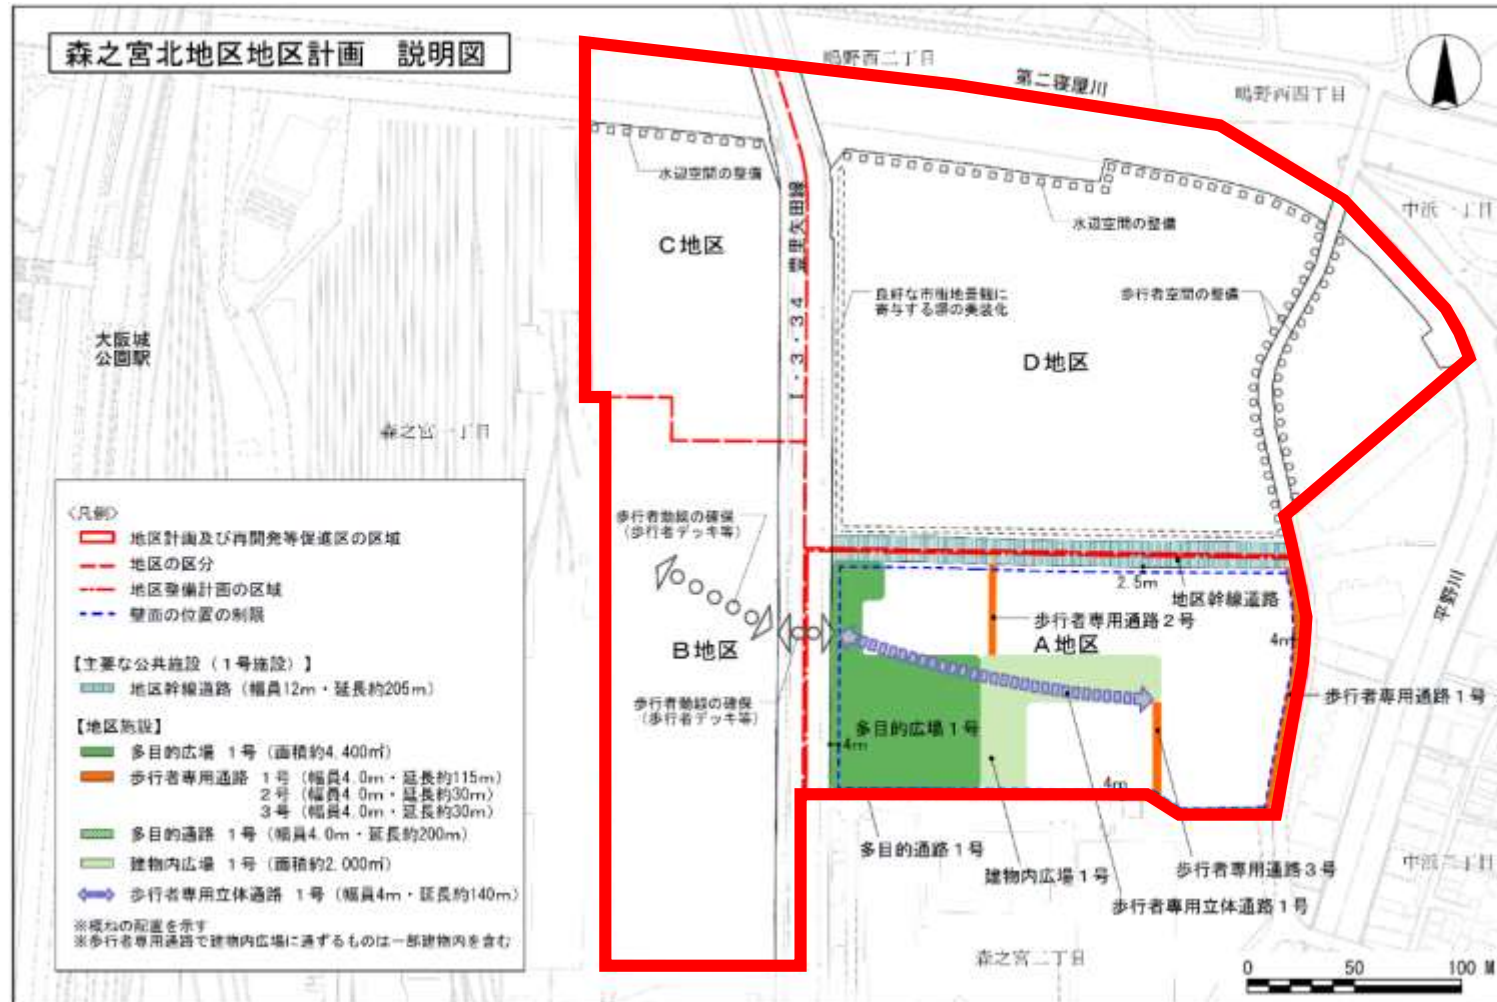 森之宮北地区地区計画　説明図
鴫野西二丁目
第二寝屋川
鴫野西四丁目
中浜一丁目
水辺空間の整備
水辺空間の整備
C地区
1・3・34 豊里矢田線
良好な市街地景観に
寄与する塀の美装化
歩行者空間の整備
D地区
大阪城
公園駅
森之宮一丁目
歩行者動線の確保
(歩行者デッキ等)
2.5m
地区幹線道路
歩行者専用通路2号
A地区
4m
B地区
歩行者専用通路1号
歩行者動線の確保
(歩行者デッキ等)
多目的広場1号
4m
4m
平野川
多目的通路1号
建物内広場1号
歩行者専用通路3号
歩行者専用立体通路1号
中浜二丁目
森之宮二丁目
0 50 100 M
〈凡例〉
地区計画及び再開発等促進区の区域
地区の区分
地区整備計画の区域
壁面の位置の制限
【主要な公共施設（1号施設）】
地区幹線道路（幅員12m・延長約205m）
【地区施設】
多目的広場 1号（面積約4,400㎡）
歩行者専用通路 1号（幅員4.0m・延長約115m）
2号（幅員4.0m・延長約30m）
3号（幅員4.0m・延長約30m）
多目的通路 1号（幅員4.0m・延長約200m）
建物内広場 1号（面積約2,000㎡）
歩行者専用立体通路 1号（幅員4m・延長約140m）
※概ねの配置を示す
※歩行者専用通路で建物内広場に通ずるものは一部建物内を含む